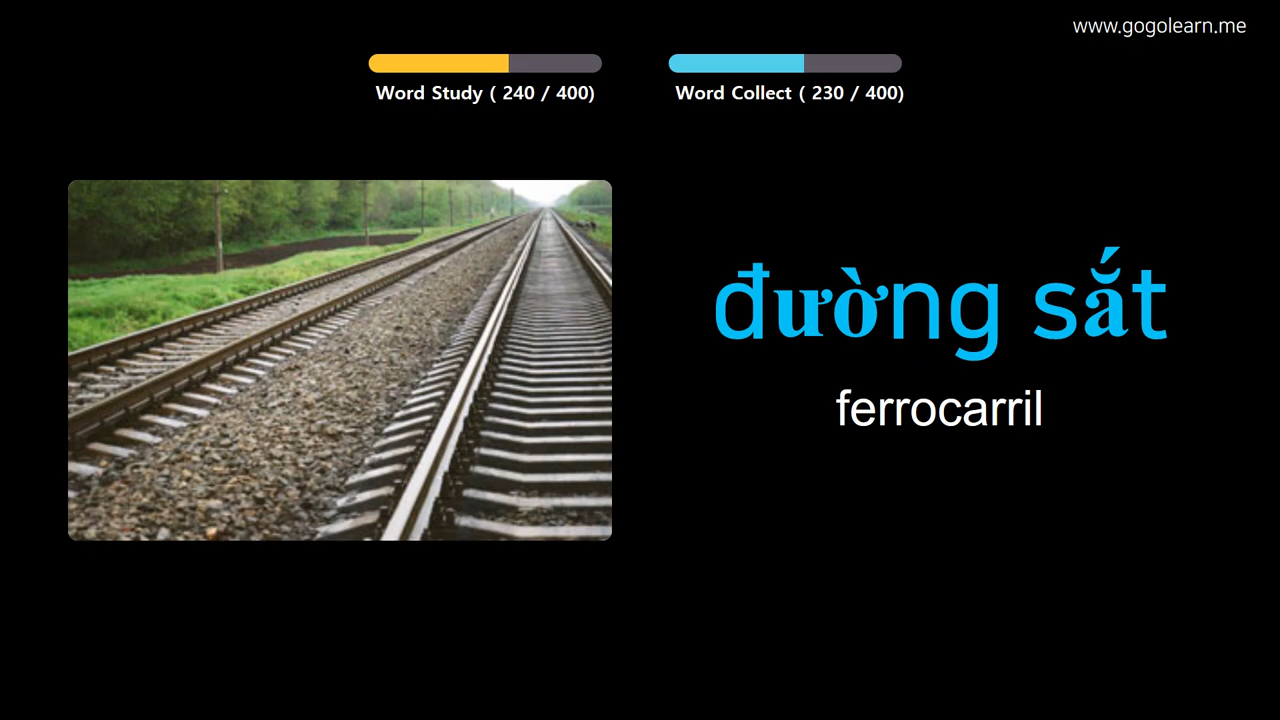 www.gogolearn.me
Word Study ( 240 / 400)
Word Collect ( 230 / 400)
đường sắt
ferrocarril